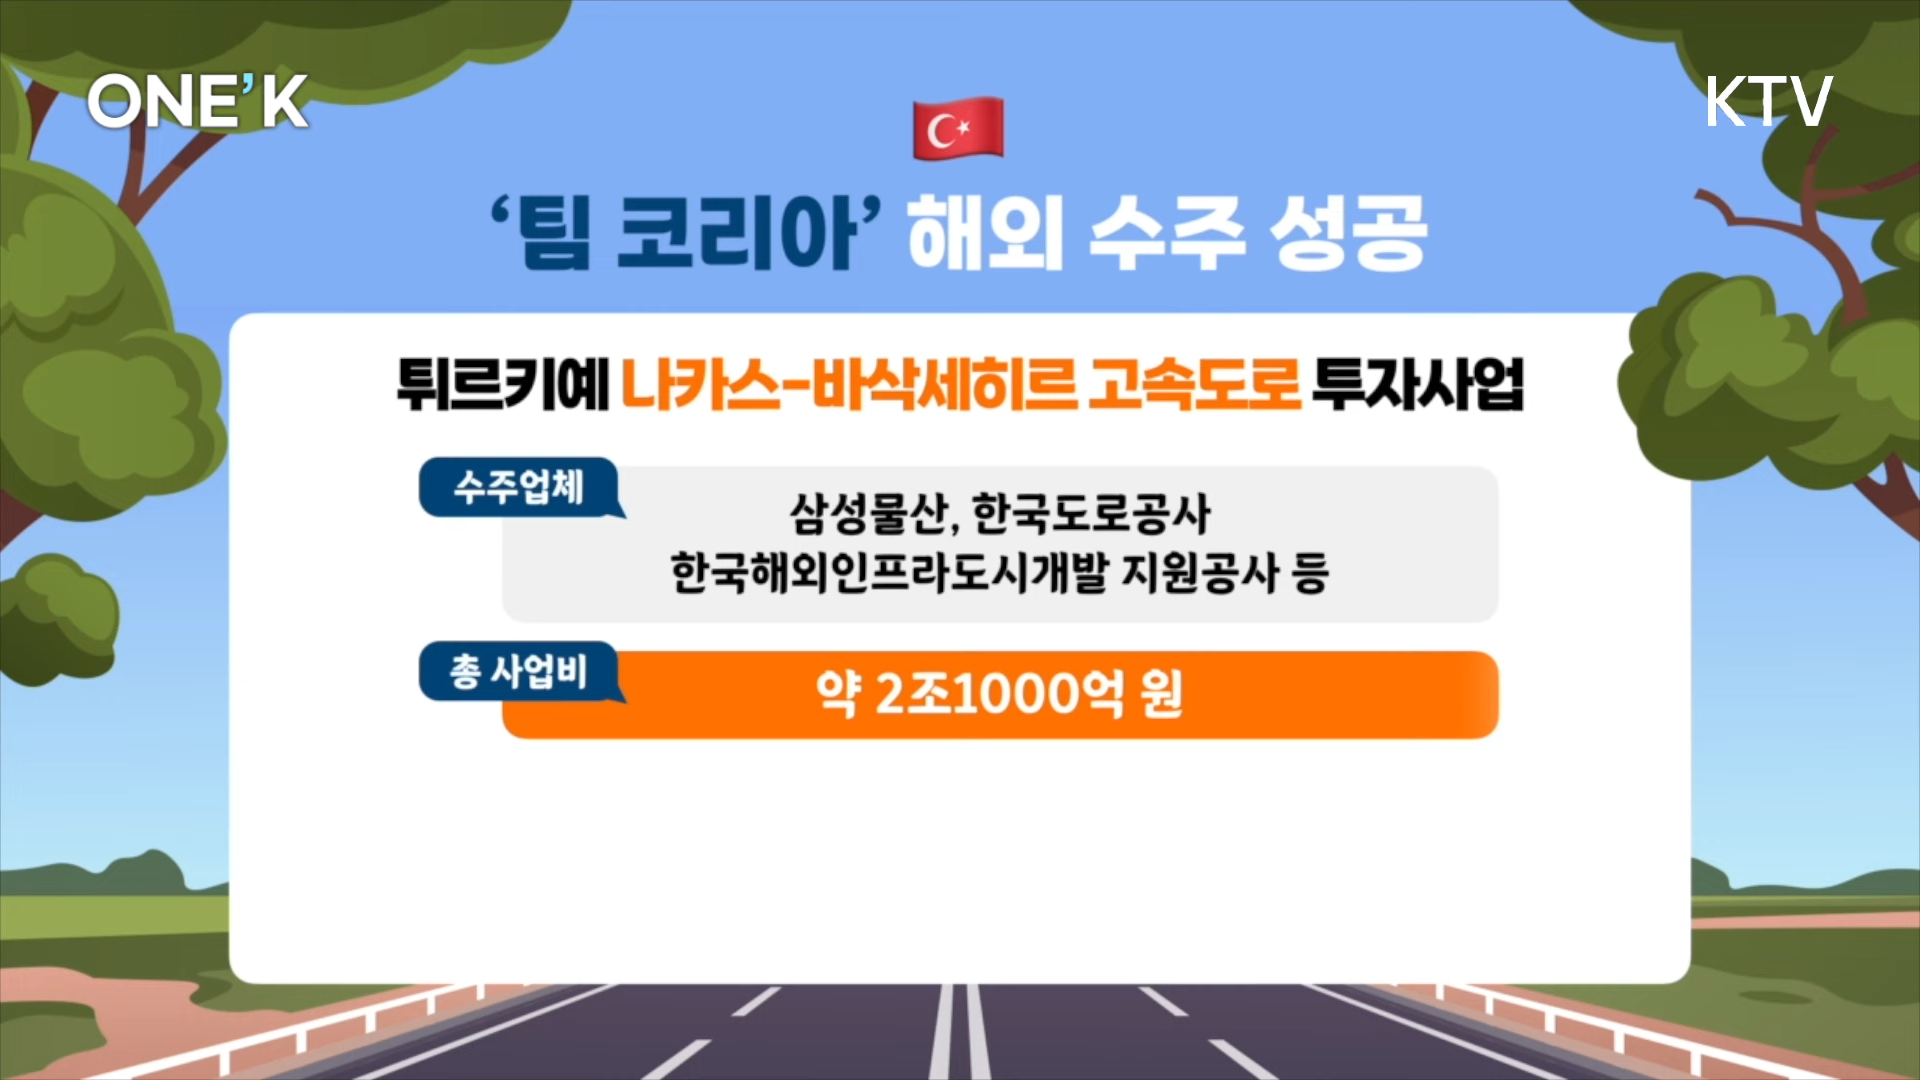 ONE'K
KTV
‘팀 코리아’ 해외 수주 성공
튀르키예 나카스-바삭세히르 고속도로 투자사업
수주업체
삼성물산, 한국도로공사
한국해외인프라도시개발 지원공사 등
총 사업비
약 2조1000억 원